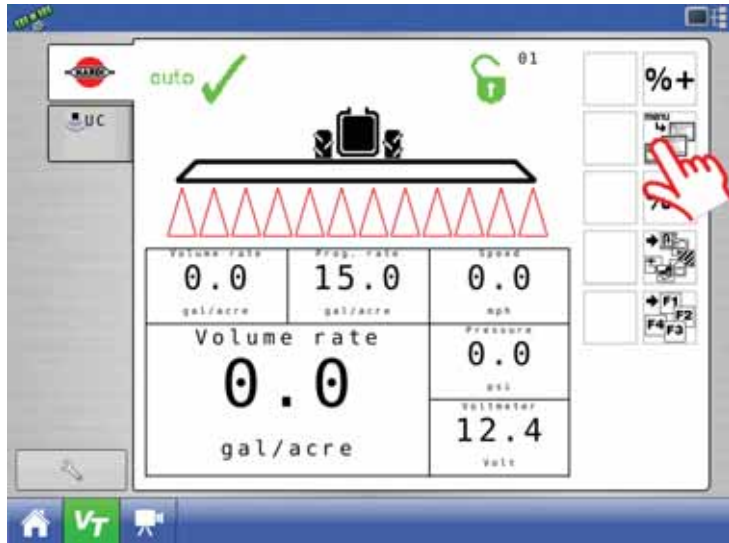 HARDI
UC
auto
01
%+
menu
Volume rate
0.0
gal/acre
Prog. rate
15.0
gal/acre
Speed
0.0
mph
Volume rate
0.0
gal/acre
Pressure
0.0
psi
Voltmeter
12.4
Volt
F1
F2
F4 F3
VT